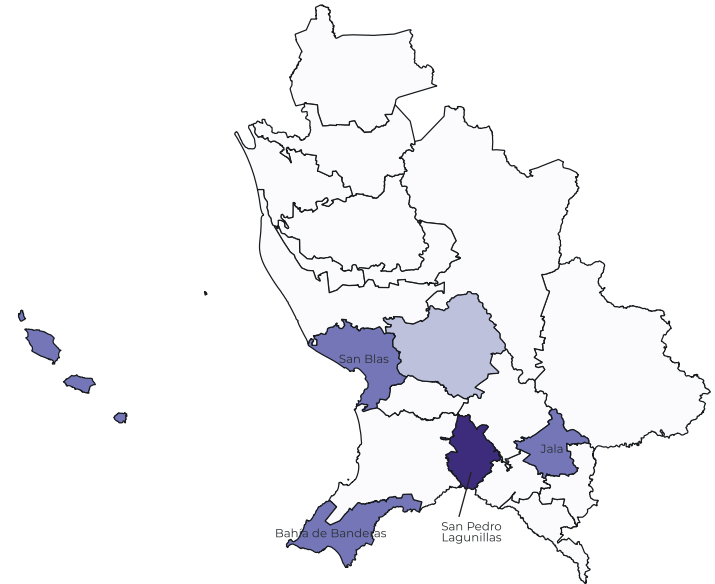 San Blas
Jala
San Pedro
Lagunillas
Bahía de Banderas